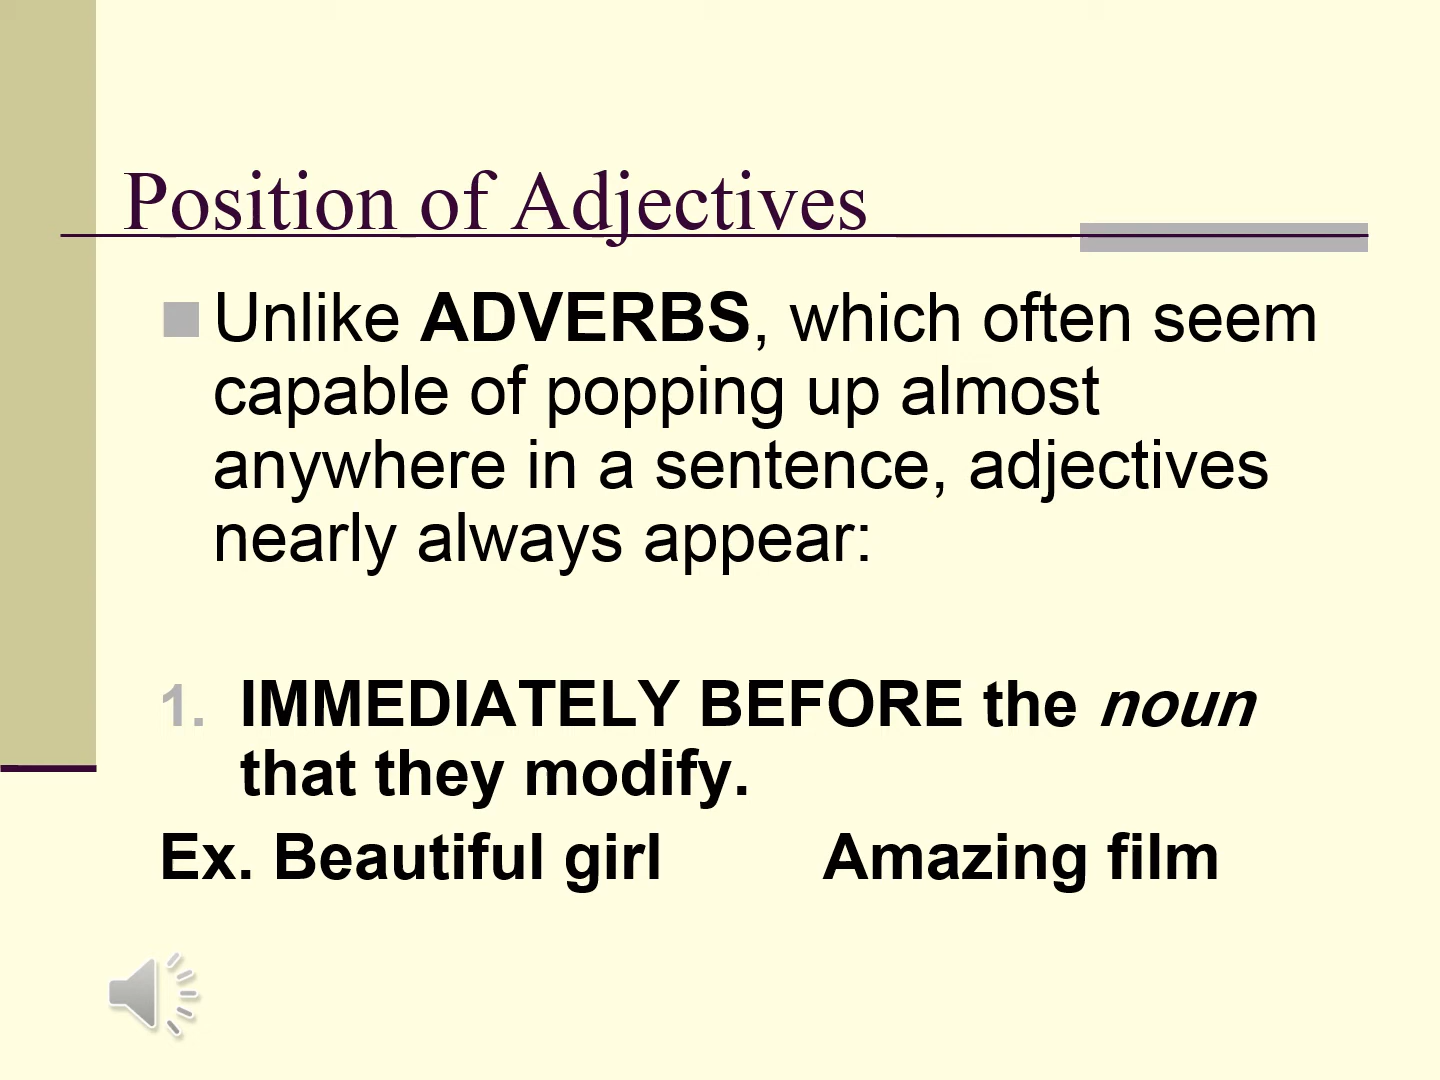 Position of Adjectives
Unlike ADVERBS, which often seem
capable of popping up almost
anywhere in a sentence, adjectives
nearly always appear:
1. IMMEDIATELY BEFORE the noun
that they modify.
Ex. Beautiful girl Amazing film